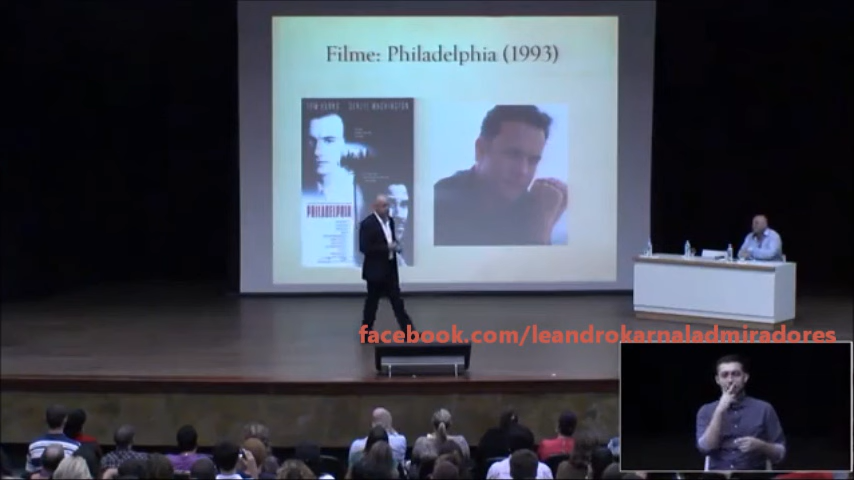 Filme: Philadelphia (1993)
TOM HANKS DENZEL WASHINGTON
PHILADELPHIA
facebook.com/leandrokarnaladmiradores